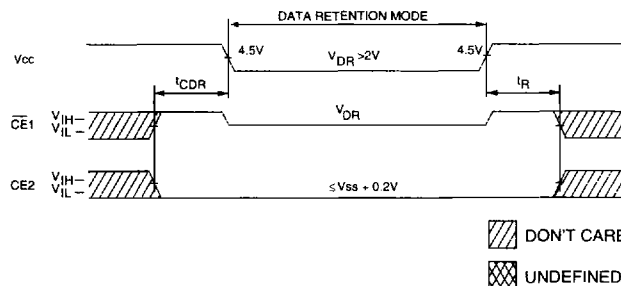 DATA RETENTION MODE
Vcc
4.5V
VDR >2V
4.5V
tCDR
tR
CE1
VIH
VIL
VDR
CE2
VIH
VIL
≤Vss + 0.2V
DON'T CARE
UNDEFINED